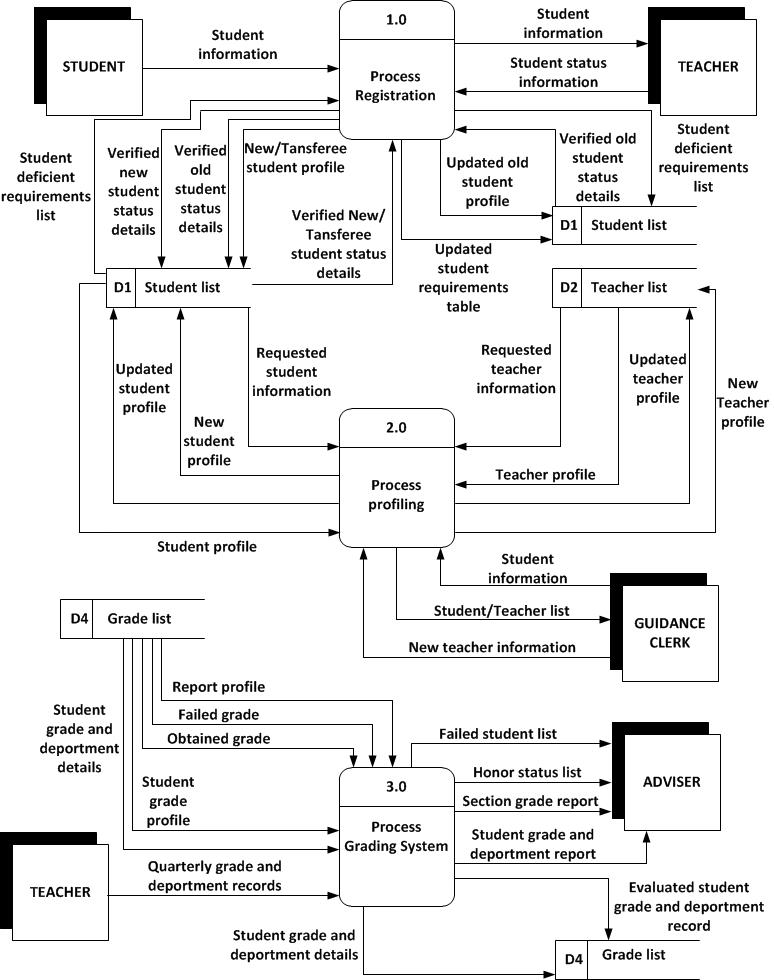 1.0
Process
Registration
STUDENT
Student
information
Student
information
Student status
information
TEACHER
Student
deficient
requirements
list
Verified
new
student
status
details
Verified
old
student
status
details
New/Tansferee
student profile
Verified New/
Tansferee
student status
details
Updated old
student
profile
Verified old
student
status
details
Student
deficient
requirements
list
D1 Student list
Updated
student
requirements
table
D1 Student list
D2 Teacher list
Updated
student
profile
New
student
profile
Requested
student
information
Requested
teacher
information
Updated
teacher
profile
New
Teacher
profile
2.0
Process
profiling
Teacher profile
Student profile
Student
information
Student/Teacher list
New teacher information
GUIDANCE
CLERK
D4 Grade list
Report profile
Failed grade
Obtained grade
Student
grade and
deportment
details
Student
grade
profile
3.0
Process
Grading System
Failed student list
Honor status list
Section grade report
Student grade and
deportment report
ADVISER
TEACHER
Quarterly grade and
deportment records
Student grade and
deportment details
Evaluated student
grade and deportment
record
D4 Grade list